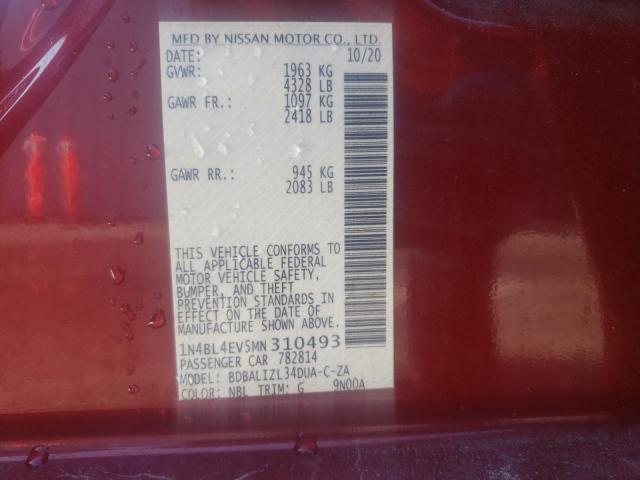 MFD BY NISSAN MOTOR CO., LTD.
DATE: 10/20
GVWR: 1963 KG
4328 LB
GAWR FR.: 1097 KG
2418 LB
GAWR RR.: 945 KG
2083 LB
THIS VEHICLE CONFORMS TO
ALL APPLICABLE FEDERAL
MOTOR VEHICLE SAFETY,
BUMPER, AND THEFT
PREVENTION STANDARDS IN
EFFECT ON THE DATE OF
MANUFACTURE SHOWN ABOVE.
1N4BL4EV5MN310493
PASSENGER CAR 782814
MODEL: BDBALIZL34DUA-C-ZA
COLOR: NBL TRIM: G 9N00A